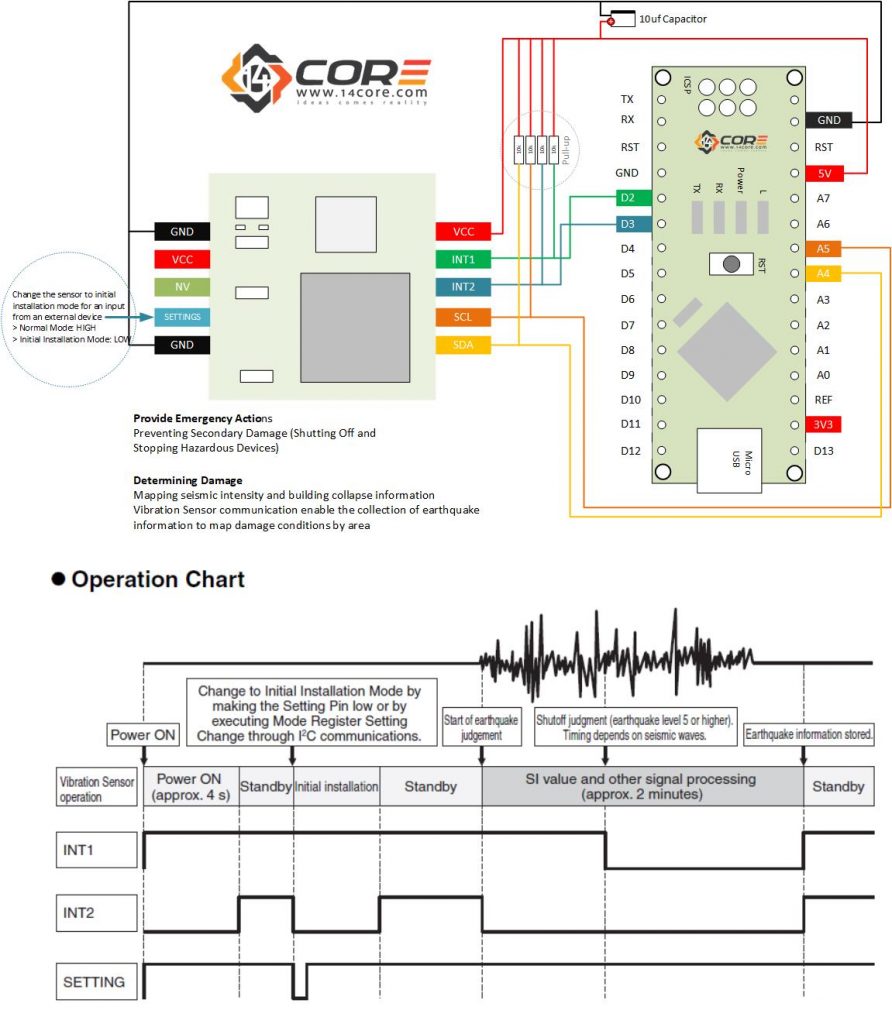 10uf Capacitor
14
CORE
www.14core.com
ideas comes reality
10k
10k
10k
10k
Pull-up
GND
VCC
NV
SETTINGS
GND
VCC
INT1
INT2
SCL
SDA
Change the sensor to initial
installation mode for an input
from an external device
> Normal Mode: HIGH
> Initial Installation Mode: LOW
TX
RX
RST
GND
D2
D3
D4
D5
D6
D7
D8
D9
D10
D11
D12
ICSP
14
CORE
www.14core.com
TX
RX
Power
L
RST
Micro
USB
GND
RST
5V
A7
A6
A5
A4
A3
A2
A1
A0
REF
3V3
D13
Provide Emergency Actions
Preventing Secondary Damage (Shutting Off and
Stopping Hazardous Devices)
Determining Damage
Mapping seismic intensity and building collapse information
Vibration Sensor communication enable the collection of earthquake
information to map damage conditions by area
● Operation Chart
Power ON
Change to Initial Installation Mode by
making the Setting Pin low or by
executing Mode Register Setting
Change through I²C communications.
Start of earthquake
judgement
Shutoff judgment (earthquake level 5 or higher).
Timing depends on seismic waves.
Earthquake information stored.
Vibration Sensor
operation
Power ON
(approx. 4 s)
Standby
Initial installation
Standby
SI value and other signal processing
(approx. 2 minutes)
Standby
INT1
INT2
SETTING